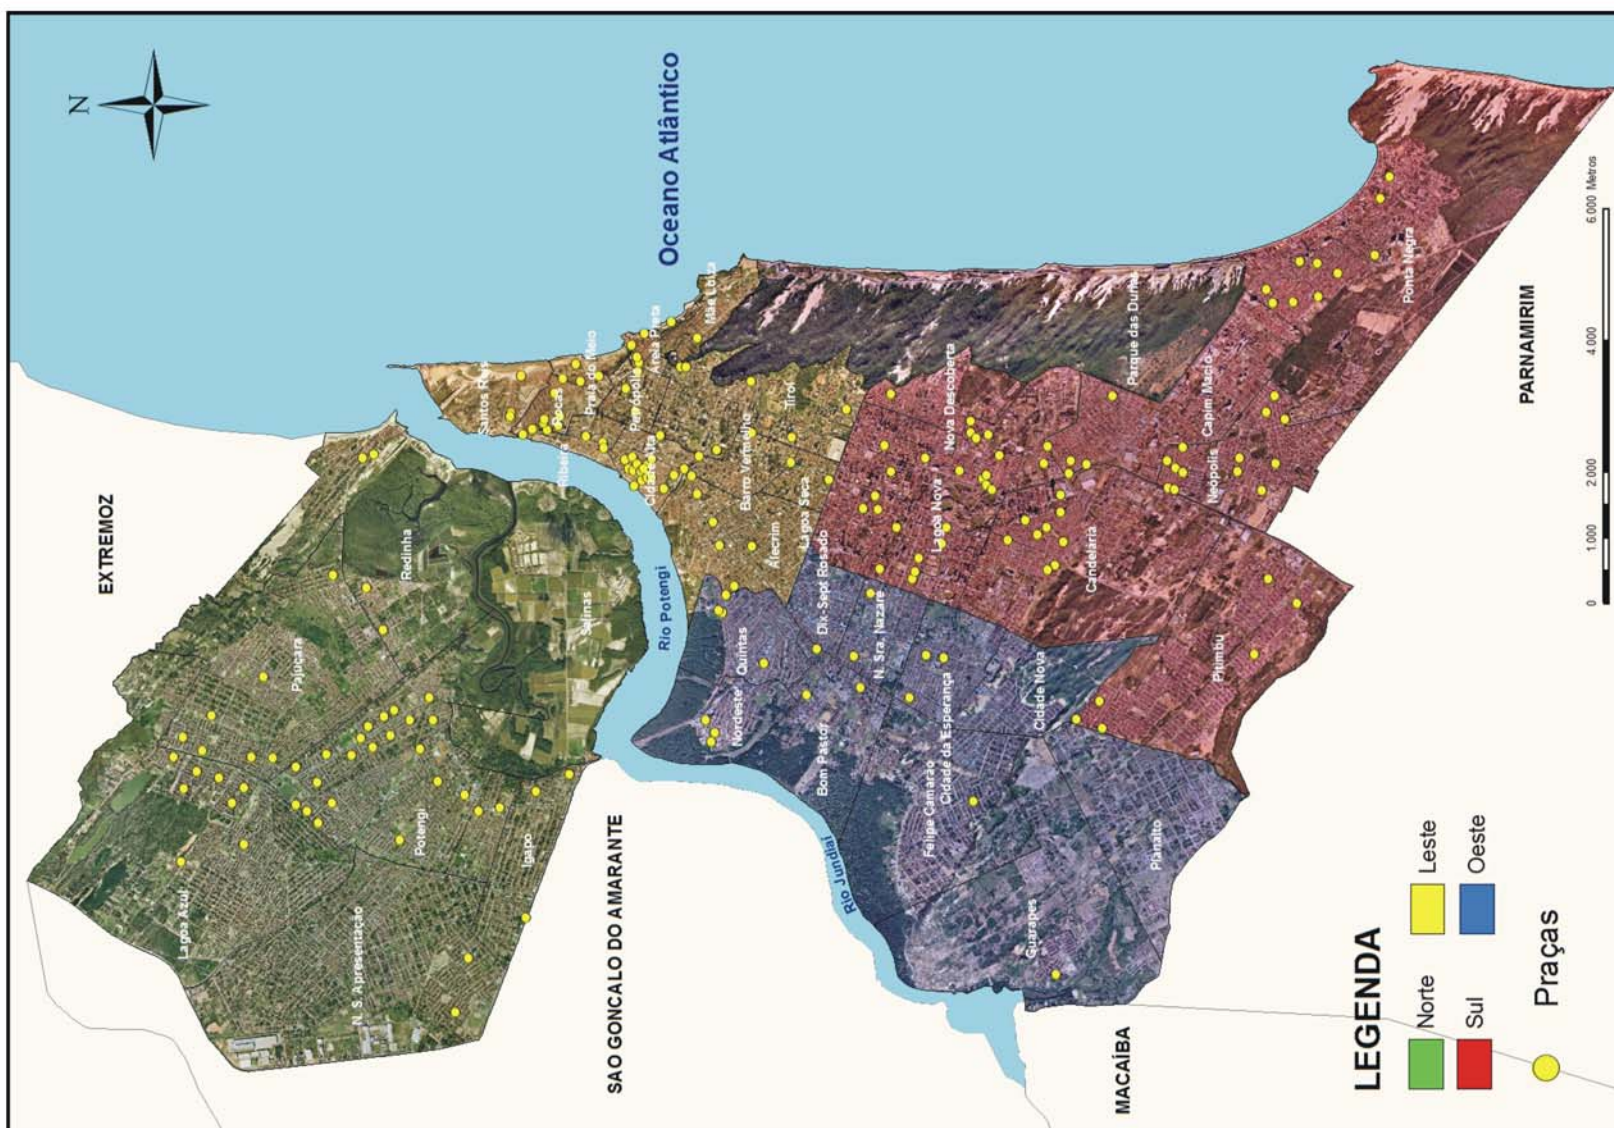 N
EXTREMOZ
Oceano Atlântico
Redinha
Pajuçara
Salinas
Rio Potengi
Lagoa Azul
N. S. Apresentação
Potengi
Igapo
SAO GONCALO DO AMARANTE
Santos Reis
Rocas
Ribeira
Praia do Meio
Petrópolis
Areia Preta
Mãe Luiza
Cidade Alta
Barro Vermelho
Tirol
Alecrim
Lagoa Seca
Quintas
Nordeste
Dix-Sept Rosado
Bom Pastor
N. Sra. Nazare
Rio Jundiaí
Felipe Camarão
Cidade da Esperança
Cidade Nova
Guarapes
Planalto
Lagoa Nova
Nova Descoberta
Candelária
Parque das Dunas
Capim Macio
Neopolis
Pitimbu
Ponta Negra
PARNAMIRIM
MACAÍBA
LEGENDA
Norte
Leste
Sul
Oeste
Praças
0 1.000 2.000 4.000 6.000 Metros